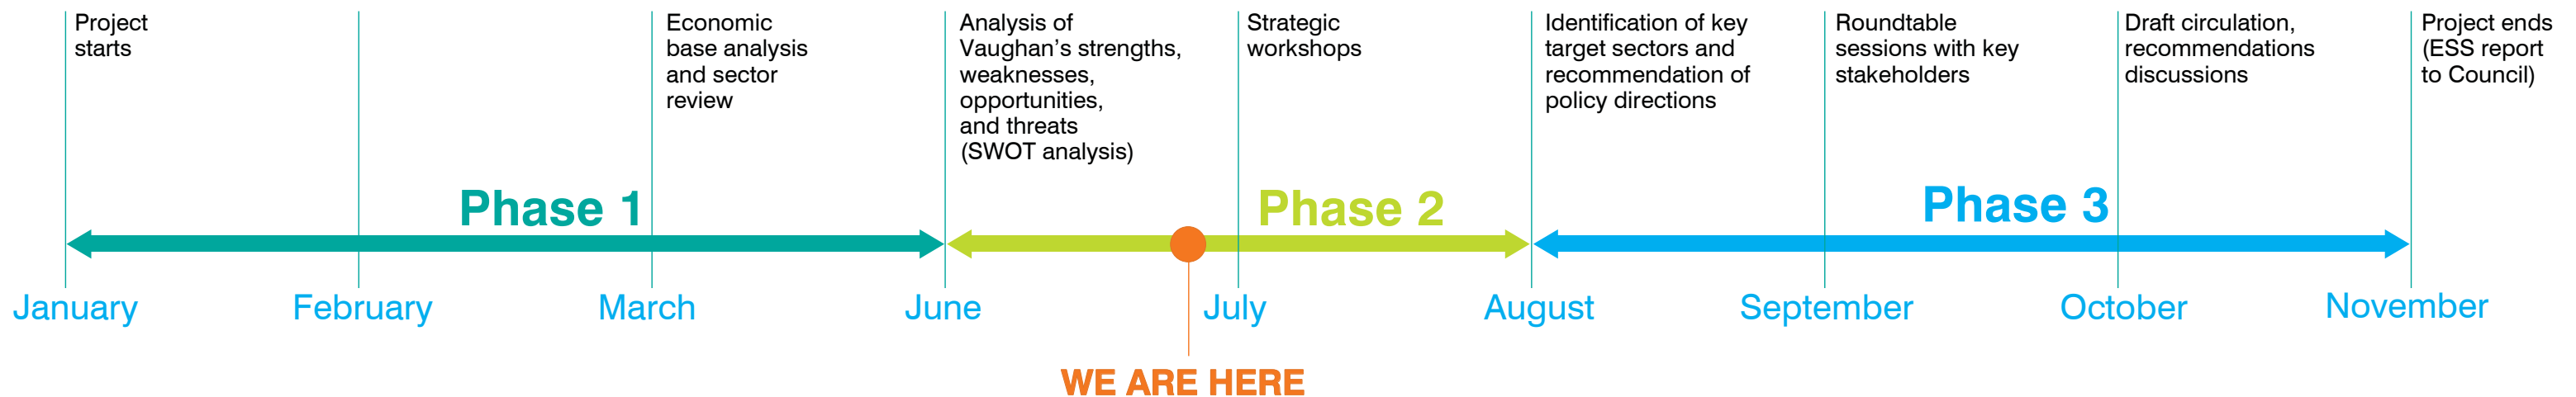 Project
starts
Economic
base analysis
and sector
review
Analysis of
Vaughan’s strengths,
weaknesses,
opportunities,
and threats
(SWOT analysis)
Strategic
workshops
Identification of key
target sectors and
recommendation of
policy directions
Roundtable
sessions with key
stakeholders
Draft circulation,
recommendations
discussions
Project ends
(ESS report
to Council)
Phase 1
Phase 2
Phase 3
January
February
March
June
July
August
September
October
November
WE ARE HERE